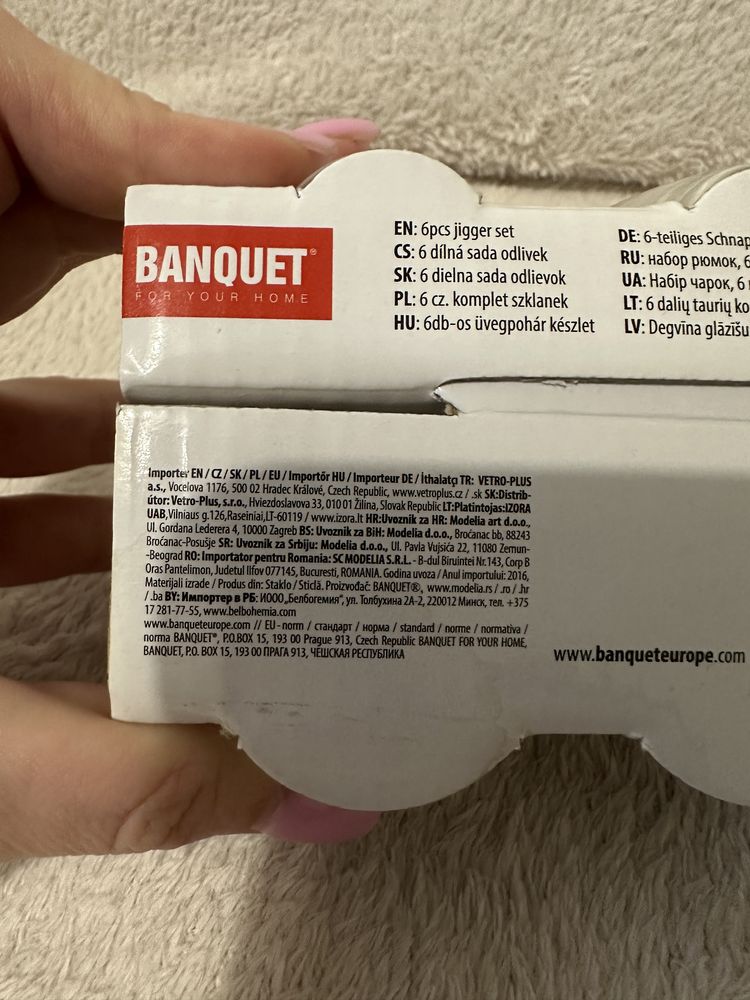 BANQUET®
FOR YOUR HOME
EN: 6pcs jigger set
CS: 6 dílná sada odlivek
SK: 6 dielna sada odlievok
PL: 6 cz. komplet szklanek
HU: 6db-os üvegpohár készlet
DE: 6-teiliges Schnap
RU: набор рюмок, 6
UA: Набір чарок, 6
LT: 6 dalių taurių ko
LV: Degvīna glāzīšu
Importer EN / CZ / SK / PL / EU / Importőr HU / Importeur DE / İthalatçı TR: VETRO-PLUS
a.s., Vocelova 1176, 500 02 Hradec Králové, Czech Republic, www.vetroplus.cz / .sk SK:Distrib-
útor: Vetro-Plus, s.r.o., Hviezdoslavova 33, 010 01 Žilina, Slovak Republic LT:Platintojas:IZORA
UAB,Vilniaus g.126,Raseiniai,LT-60119 / www.izora.lt HR:Uvoznik za HR: Modelia art d.o.o.,
Ul. Gordana Lederera 4, 10000 Zagreb BS: Uvoznik za BiH: Modelia d.o.o., Broćanac bb, 88243
Broćanac-Posušje SR: Uvoznik za Srbiju: Modelia d.o.o., Ul. Pavla Vujsića 22, 11080 Zemun-
-Beograd RO: Importator pentru Romania: SC MODELIA S.R.L. - B-dul Biruintei Nr.143, Corp B
Oras Pantelimon, Judetul Ilfov 077145, Bucuresti, ROMANIA. Godina uvoza / Anul importului: 2016,
Materijali izrade / Produs din: Staklo / Sticlă. Proizvođač: BANQUET®, www.modelia.rs / .ro / .hr
/ .ba BY: Импортер в РБ: ИООО „Белбогемия“, ул. Толбухина 2А-2, 220012 Минск, тел. +375
17 281-77-55, www.belbohemia.com
www.banqueteurope.com // EU - norm / стандарт / норма / standard / norme / normativa /
norma BANQUET®, P.O.BOX 15, 193 00 Prague 913, Czech Republic BANQUET FOR YOUR HOME,
BANQUET, P.O. BOX 15, 193 00 ПРАГА 913, ЧЕШСКАЯ РЕСПУБЛИКА
www.banqueteurope.com